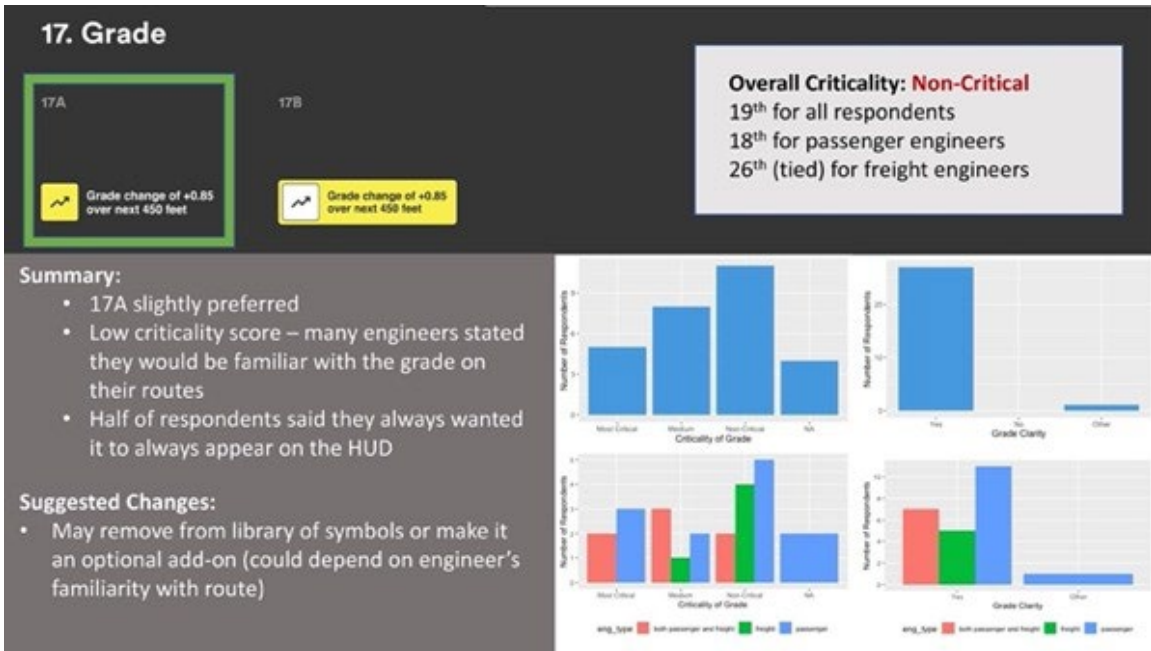 17. Grade
17A
17B
Grade change of +0.85
over next 450 feet
Grade change of +0.85
over next 450 feet
Overall Criticality: Non-Critical
19th for all respondents
18th for passenger engineers
26th (tied) for freight engineers
Summary:
• 17A slightly preferred
• Low criticality score – many engineers stated
they would be familiar with the grade on
their routes
• Half of respondents said they always wanted
it to always appear on the HUD
Suggested Changes:
• May remove from library of symbols or make it
an optional add-on (could depend on engineer's
familiarity with route)
Number of Respondents
Most Critical
Medium
Non-Critical
NA
Criticality of Grade
Number of Respondents
20
10
0
Yes
No
Other
Grade Clarity
Number of Respondents
Most Critical
Medium
Non-Critical
NA
Criticality of Grade
eng_type both passenger and freight freight passenger
Number of Respondents
Yes
Other
Grade Clarity
eng_type both passenger and freight freight passenger